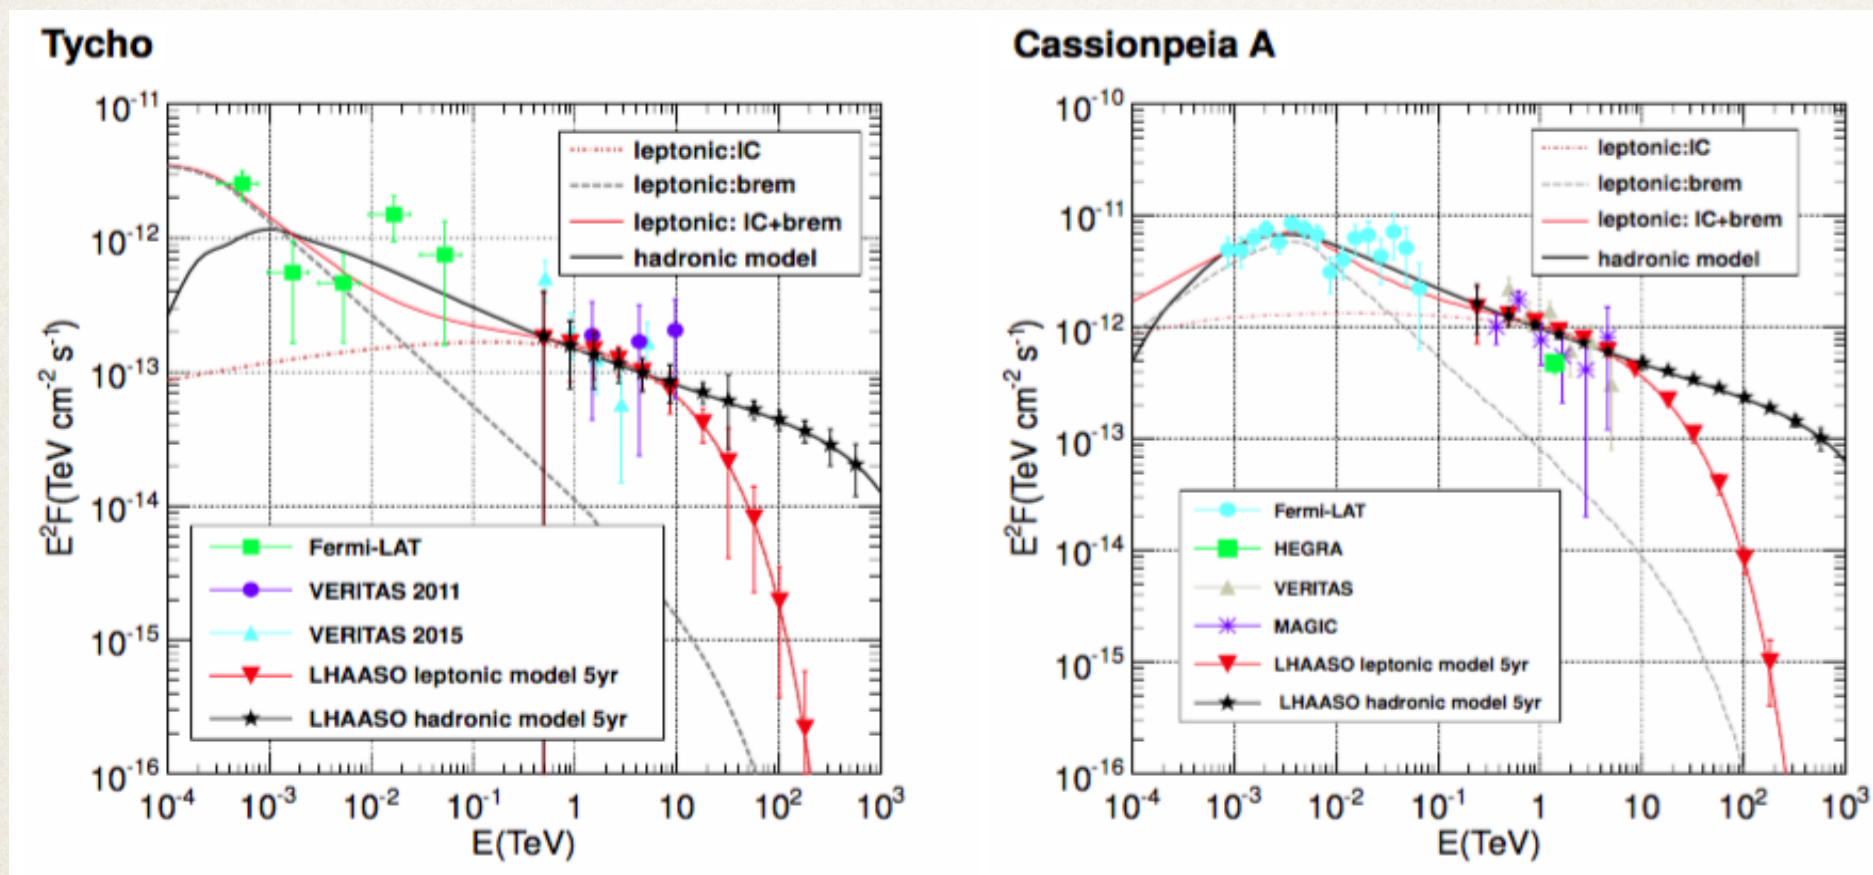 Tycho
10⁻¹¹
10⁻¹²
10⁻¹³
10⁻¹⁴
10⁻¹⁵
10⁻¹⁶
E²F(TeV cm⁻² s⁻¹)
leptonic:IC
leptonic:brem
leptonic: IC+brem
hadronic model
Fermi-LAT
VERITAS 2011
VERITAS 2015
LHAASO leptonic model 5yr
LHAASO hadronic model 5yr
10⁻⁴ 10⁻³ 10⁻² 10⁻¹ 1 10 10² 10³
E(TeV)
Cassionpeia A
10⁻¹⁰
10⁻¹¹
10⁻¹²
10⁻¹³
10⁻¹⁴
10⁻¹⁵
10⁻¹⁶
E²F(TeV cm⁻² s⁻¹)
leptonic:IC
leptonic:brem
leptonic: IC+brem
hadronic model
Fermi-LAT
HEGRA
VERITAS
MAGIC
LHAASO leptonic model 5yr
LHAASO hadronic model 5yr
10⁻⁴ 10⁻³ 10⁻² 10⁻¹ 1 10 10² 10³
E(TeV)